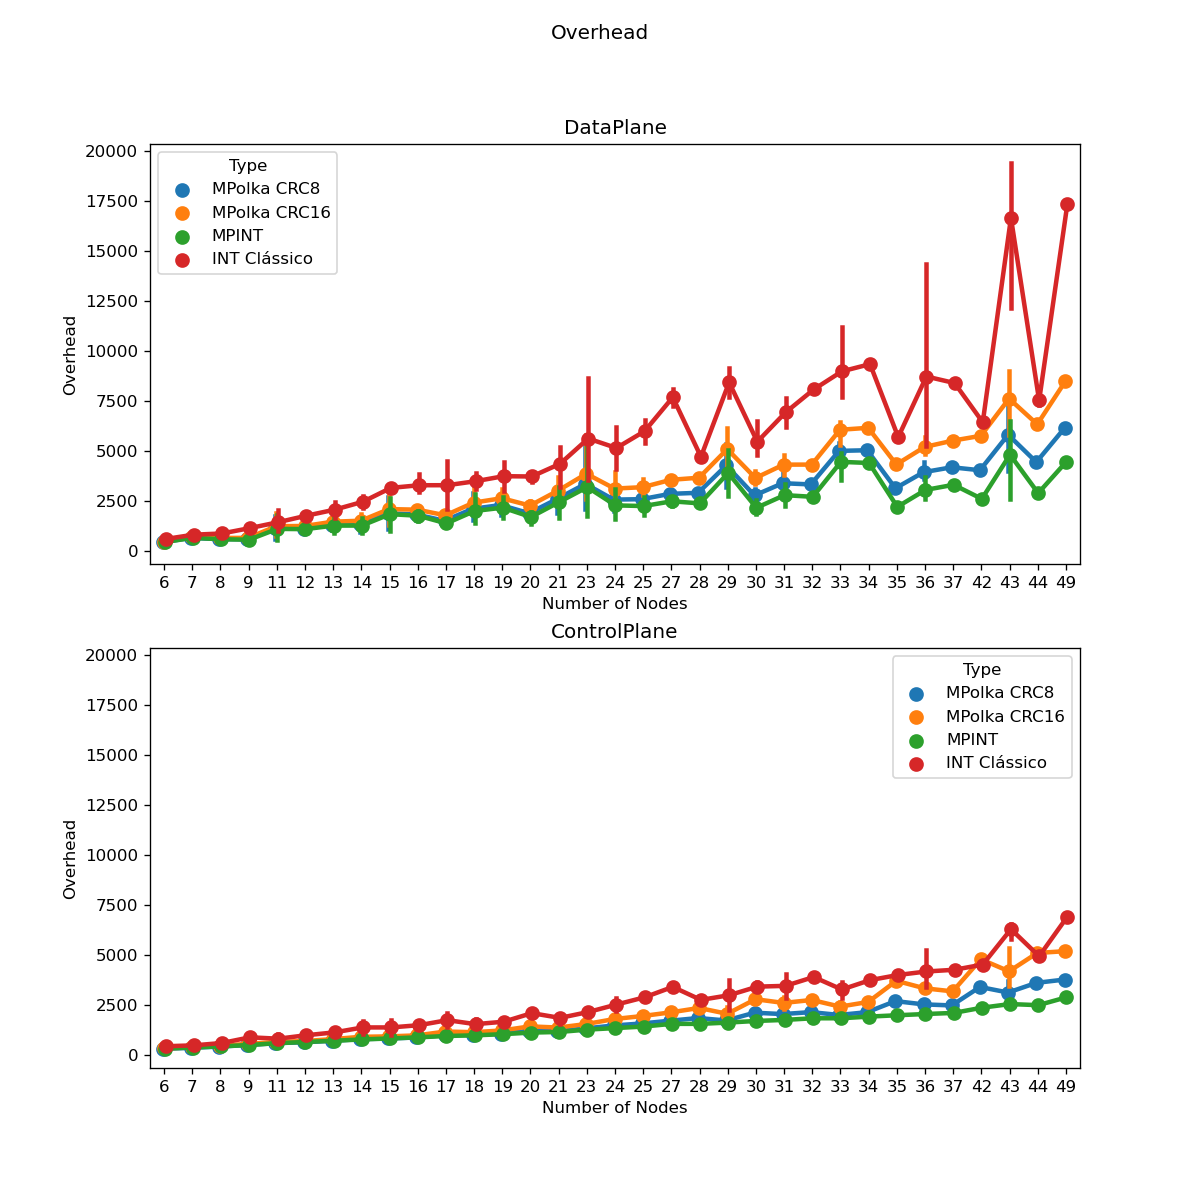 Overhead
DataPlane
20000
17500
15000
12500
10000
7500
5000
2500
0
Overhead
Type
MPolka CRC8
MPolka CRC16
MPINT
INT Clássico
6 7 8 9 11 12 13 14 15 16 17 18 19 20 21 23 24 25 27 28 29 30 31 32 33 34 35 36 37 42 43 44 49
Number of Nodes
ControlPlane
20000
17500
15000
12500
10000
7500
5000
2500
0
Overhead
Type
MPolka CRC8
MPolka CRC16
MPINT
INT Clássico
6 7 8 9 11 12 13 14 15 16 17 18 19 20 21 23 24 25 27 28 29 30 31 32 33 34 35 36 37 42 43 44 49
Number of Nodes